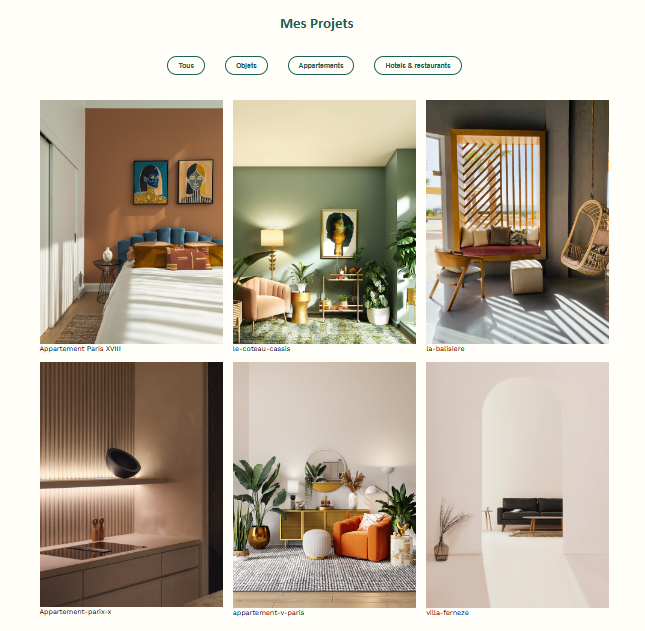 Mes Projets
Tous
Objets
Appartements
Hotels & restaurants
Appartement Paris XVIII
le-coteau-cassis
la-balisiere
Appartement-parix-x
appartement-v-paris
villa-ferneze